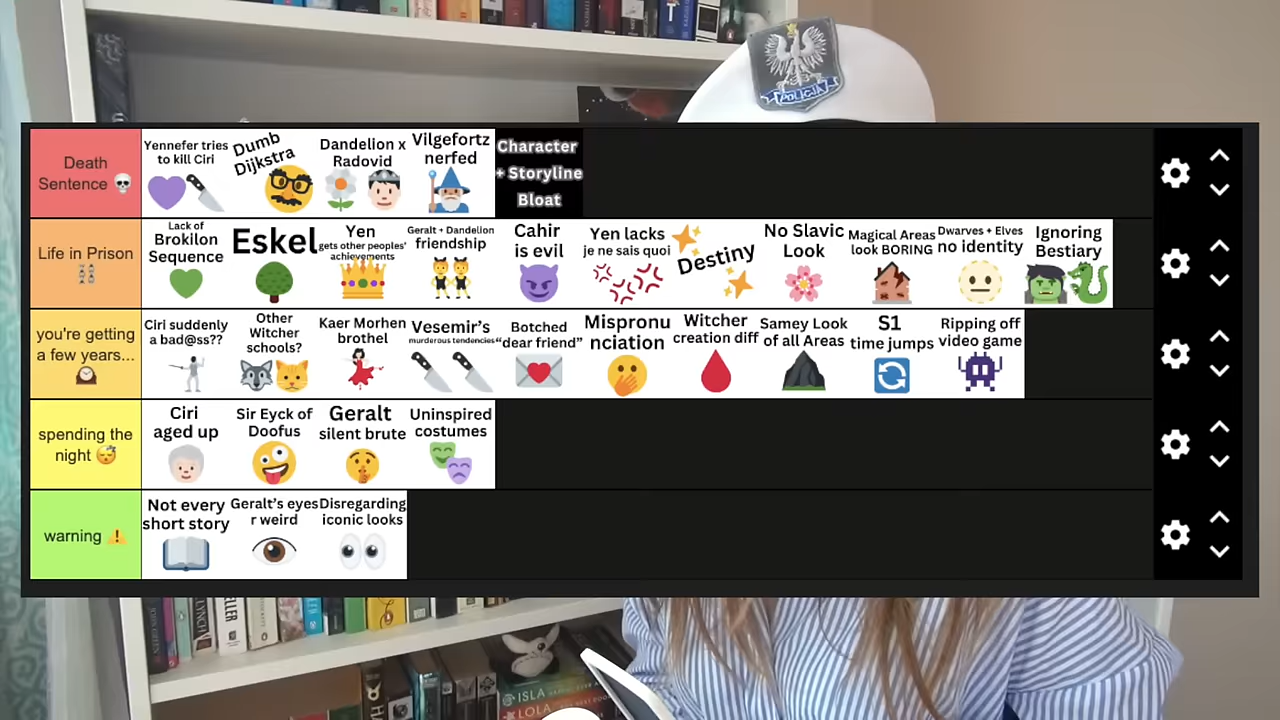 POLICJA
Death
Sentence
Yennefer tries
to kill Ciri
Dumb
Dijkstra
Dandelion x
Radovid
Vilgefortz
nerfed
Character
+ Storyline
Bloat
Life in Prison
Lack of
Brokilon
Sequence
Eskel
Yen
gets other peoples'
achievements
Geralt + Dandelion
friendship
Cahir
is evil
Yen lacks
je ne sais quoi
Destiny
No Slavic
Look
Magical Areas
look BORING
Dwarves + Elves
no identity
Ignoring
Bestiary
you're getting
a few years...
Ciri suddenly
a bad@ss??
Other
Witcher
schools?
Kaer Morhen
brothel
Vesemir's
murderous tendencies
Botched
“dear friend”
Mispronu
nciation
Witcher
creation diff
Samey Look
of all Areas
S1
time jumps
Ripping off
video game
spending the
night
Ciri
aged up
Sir Eyck of
Doofus
Geralt
silent brute
Uninspired
costumes
warning
Not every
short story
Geralt's eyes
r weird
Disregarding
iconic looks
ISLA
LOLA